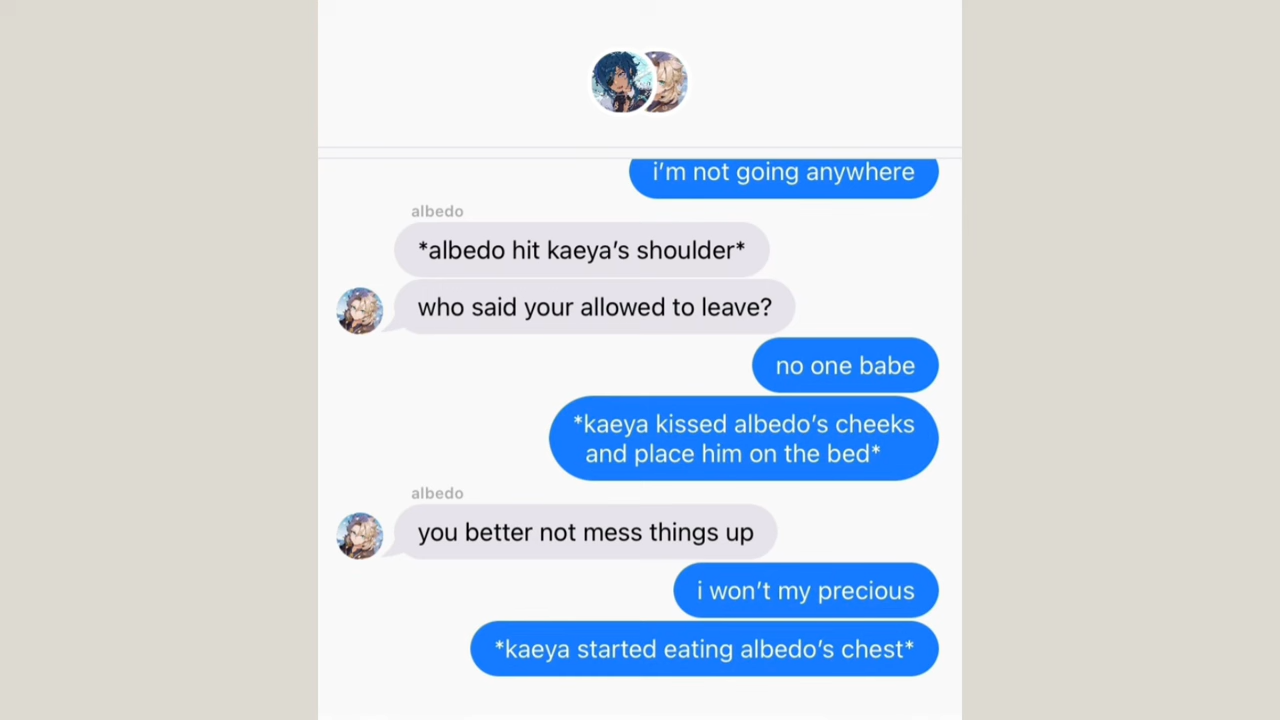 i’m not going anywhere
albedo
*albedo hit kaeya’s shoulder*
who said your allowed to leave?
no one babe
*kaeya kissed albedo’s cheeks
and place him on the bed*
albedo
you better not mess things up
i won’t my precious
*kaeya started eating albedo’s chest*